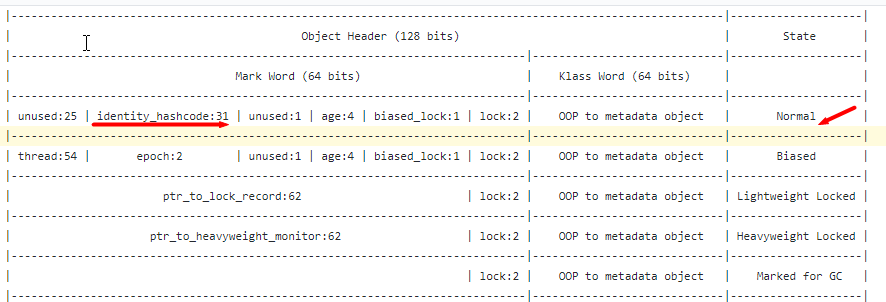 |------------------------------------------------------------------------------------------------------------|--------------------|
| Object Header (128 bits) | State |
|------------------------------------------------------------------------------|-----------------------------|--------------------|
| Mark Word (64 bits) | Klass Word (64 bits) | |
|------------------------------------------------------------------------------|-----------------------------|--------------------|
| unused:25 | identity_hashcode:31 | unused:1 | age:4 | biased_lock:1 | lock:2 | OOP to metadata object | Normal |
|------------------------------------------------------------------------------|-----------------------------|--------------------|
| thread:54 | epoch:2 | unused:1 | age:4 | biased_lock:1 | lock:2 | OOP to metadata object | Biased |
|------------------------------------------------------------------------------|-----------------------------|--------------------|
| ptr_to_lock_record:62 | lock:2 | OOP to metadata object | Lightweight Locked |
|------------------------------------------------------------------------------|-----------------------------|--------------------|
| ptr_to_heavyweight_monitor:62 | lock:2 | OOP to metadata object | Heavyweight Locked |
|------------------------------------------------------------------------------|-----------------------------|--------------------|
| | lock:2 | OOP to metadata object | Marked for GC |
|------------------------------------------------------------------------------|-----------------------------|--------------------|